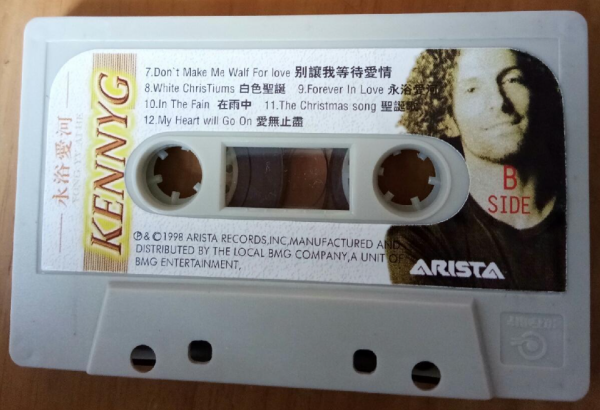 7.Don't Make Me Walf For love 别讓我等待愛情
8.White ChrisTiums 白色聖誕 9.Forever In Love 永浴愛河
10.In The Fain 在雨中 11.The Christmas song 聖誕
12.My Heart will Go On 愛無止盡
永浴愛河
KENNYG
B
SIDE
℗&©1998 ARISTA RECORDS,INC,MANUFACTURED AND
DISTRIBUTED BY THE LOCAL BMG COMPANY,A UNIT OF
BMG ENTERTAINMENT,
ARISTA